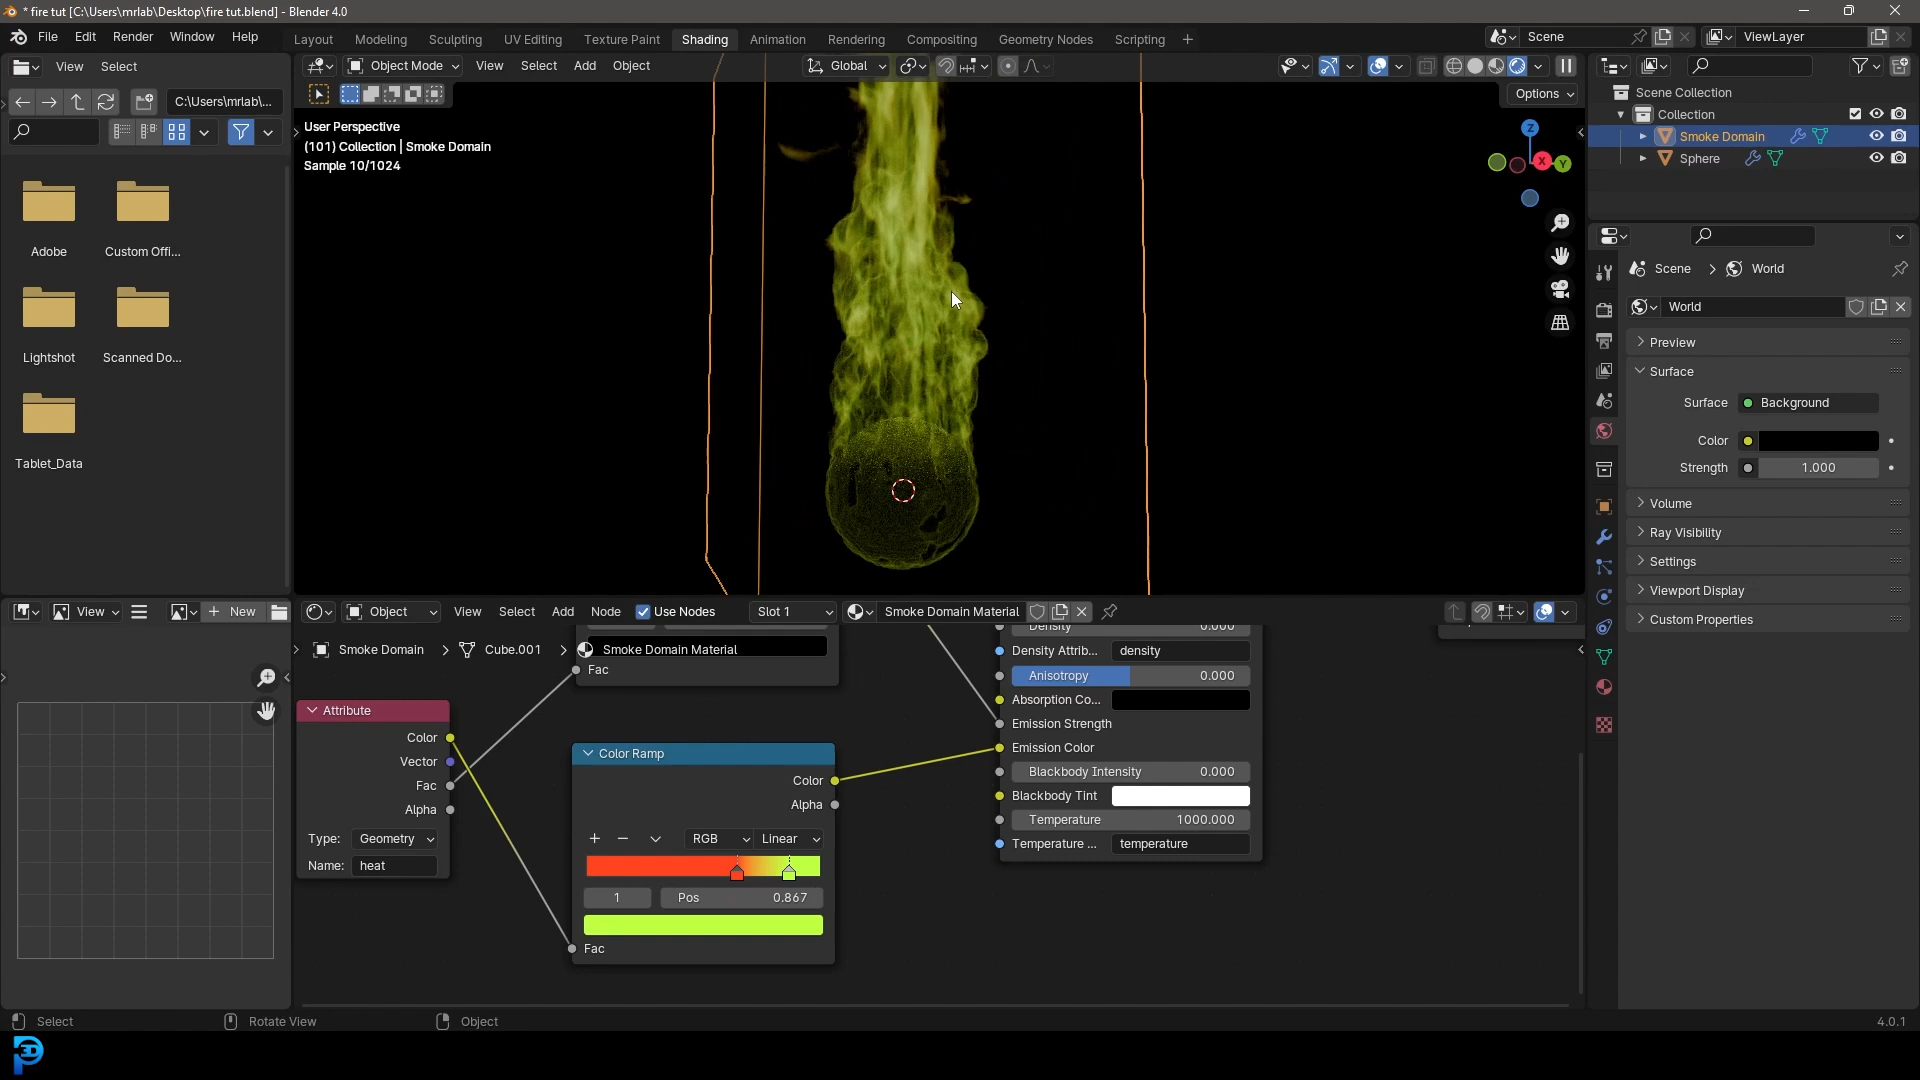 * fire tut [C:\Users\mrlab\Desktop\fire tut.blend] - Blender 4.0
File Edit Render Window Help
Layout Modeling Sculpting UV Editing Texture Paint Shading Animation Rendering Compositing Geometry Nodes Scripting +
Scene
ViewLayer
View Select
Object Mode View Select Add Object
Global
C:\Users\mrlab\...
Options
User Perspective
(101) Collection | Smoke Domain
Sample 10/1024
Z
X
Y
Adobe
Custom Offi...
Lightshot
Scanned Do...
Tablet_Data
Scene Collection
Collection
Smoke Domain
Sphere
Scene > World
World
Preview
Surface
Surface Background
Color
Strength 1.000
Volume
Ray Visibility
Settings
Viewport Display
Custom Properties
View
+ New
Object View Select Add Node Use Nodes Slot 1 Smoke Domain Material
Smoke Domain > Cube.001 > Smoke Domain Material
Fac
Attribute
Color
Vector
Fac
Alpha
Type: Geometry
Name: heat
Color Ramp
Color
Alpha
RGB Linear
1 Pos 0.867
Fac
Density 0.000
Density Attrib... density
Anisotropy 0.000
Absorption Co...
Emission Strength
Emission Color
Blackbody Intensity 0.000
Blackbody Tint
Temperature 1000.000
Temperature ... temperature
Select Rotate View Object
4.0.1